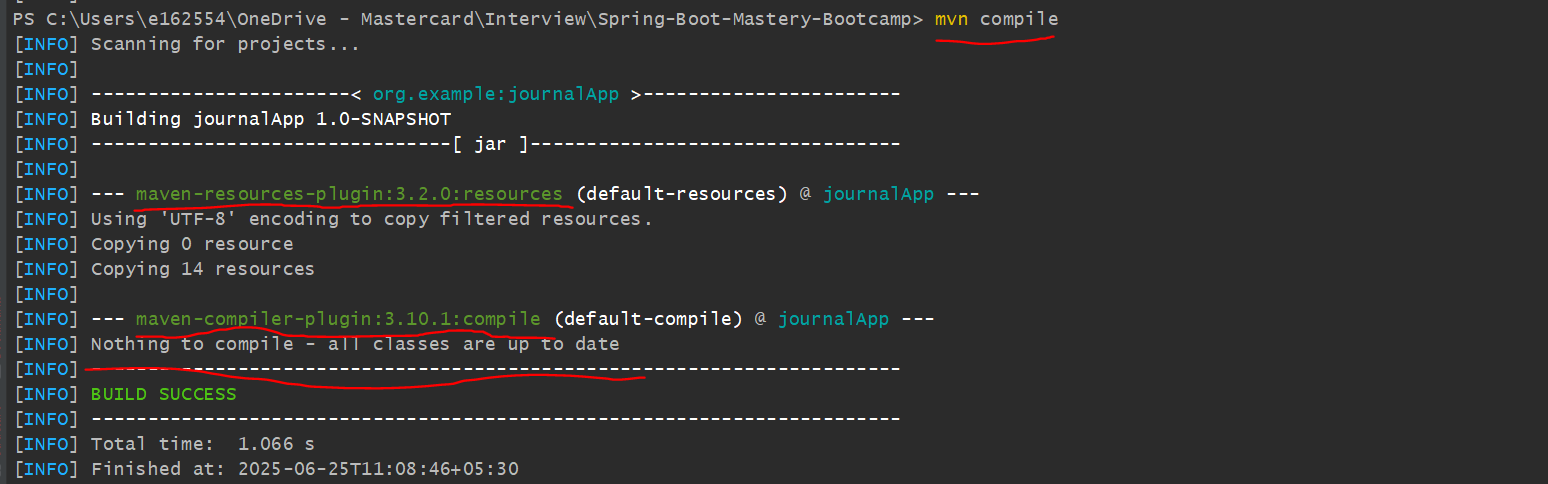 PS C:\Users\e162554\OneDrive - Mastercard\Interview\Spring-Boot-Mastery-Bootcamp> mvn compile
[INFO] Scanning for projects...
[INFO]
[INFO] -----------------------< org.example:journalApp >-----------------------
[INFO] Building journalApp 1.0-SNAPSHOT
[INFO] --------------------------------[ jar ]---------------------------------
[INFO]
[INFO] --- maven-resources-plugin:3.2.0:resources (default-resources) @ journalApp ---
[INFO] Using 'UTF-8' encoding to copy filtered resources.
[INFO] Copying 0 resource
[INFO] Copying 14 resources
[INFO]
[INFO] --- maven-compiler-plugin:3.10.1:compile (default-compile) @ journalApp ---
[INFO] Nothing to compile - all classes are up to date
[INFO] ------------------------------------------------------------------------
[INFO] BUILD SUCCESS
[INFO] ------------------------------------------------------------------------
[INFO] Total time:  1.066 s
[INFO] Finished at: 2025-06-25T11:08:46+05:30